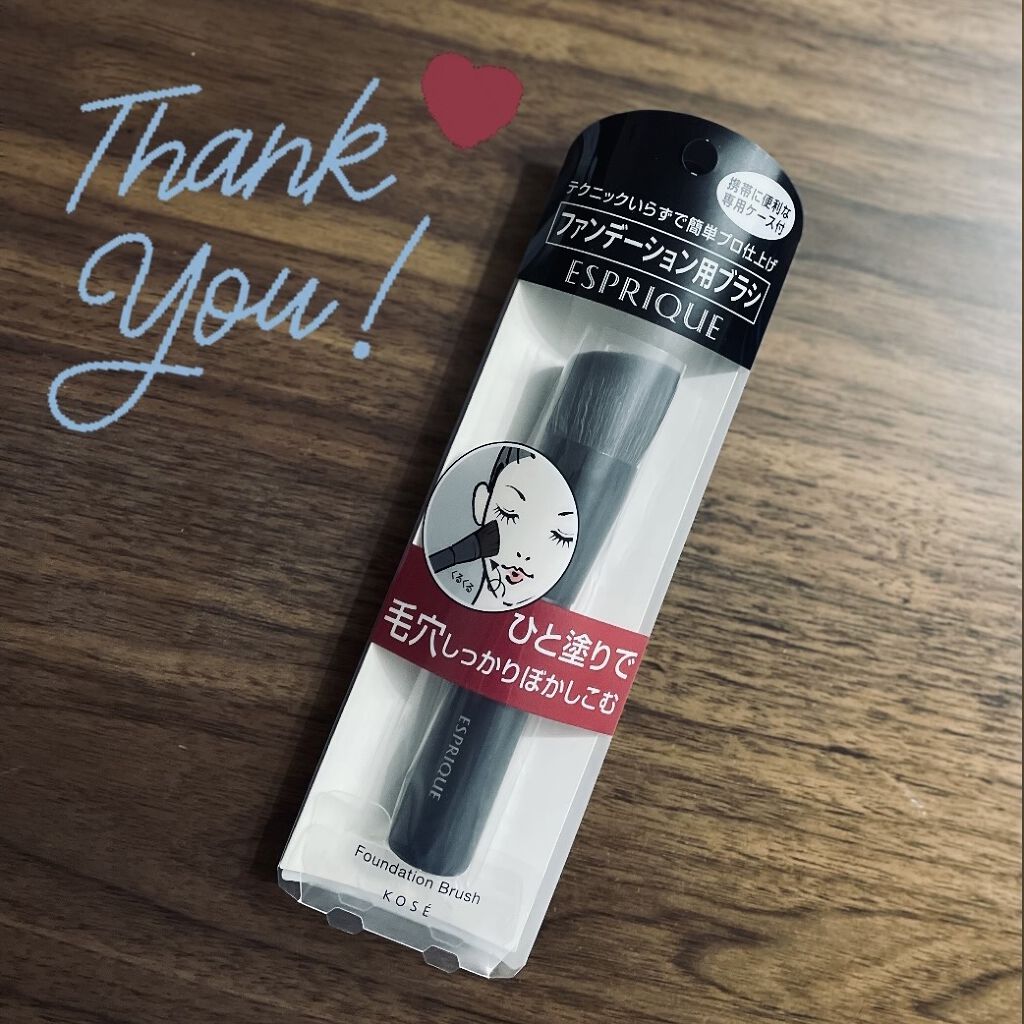 Thank
You!
携帯に便利な
専用ケース付
テクニックいらずで簡単プロ仕上げ
ファンデーション用ブラシ
ESPRIQUE
くるくる
ひと塗りで
毛穴しっかりぼかしこむ
ESPRIQUE
Foundation Brush
KOSÉ